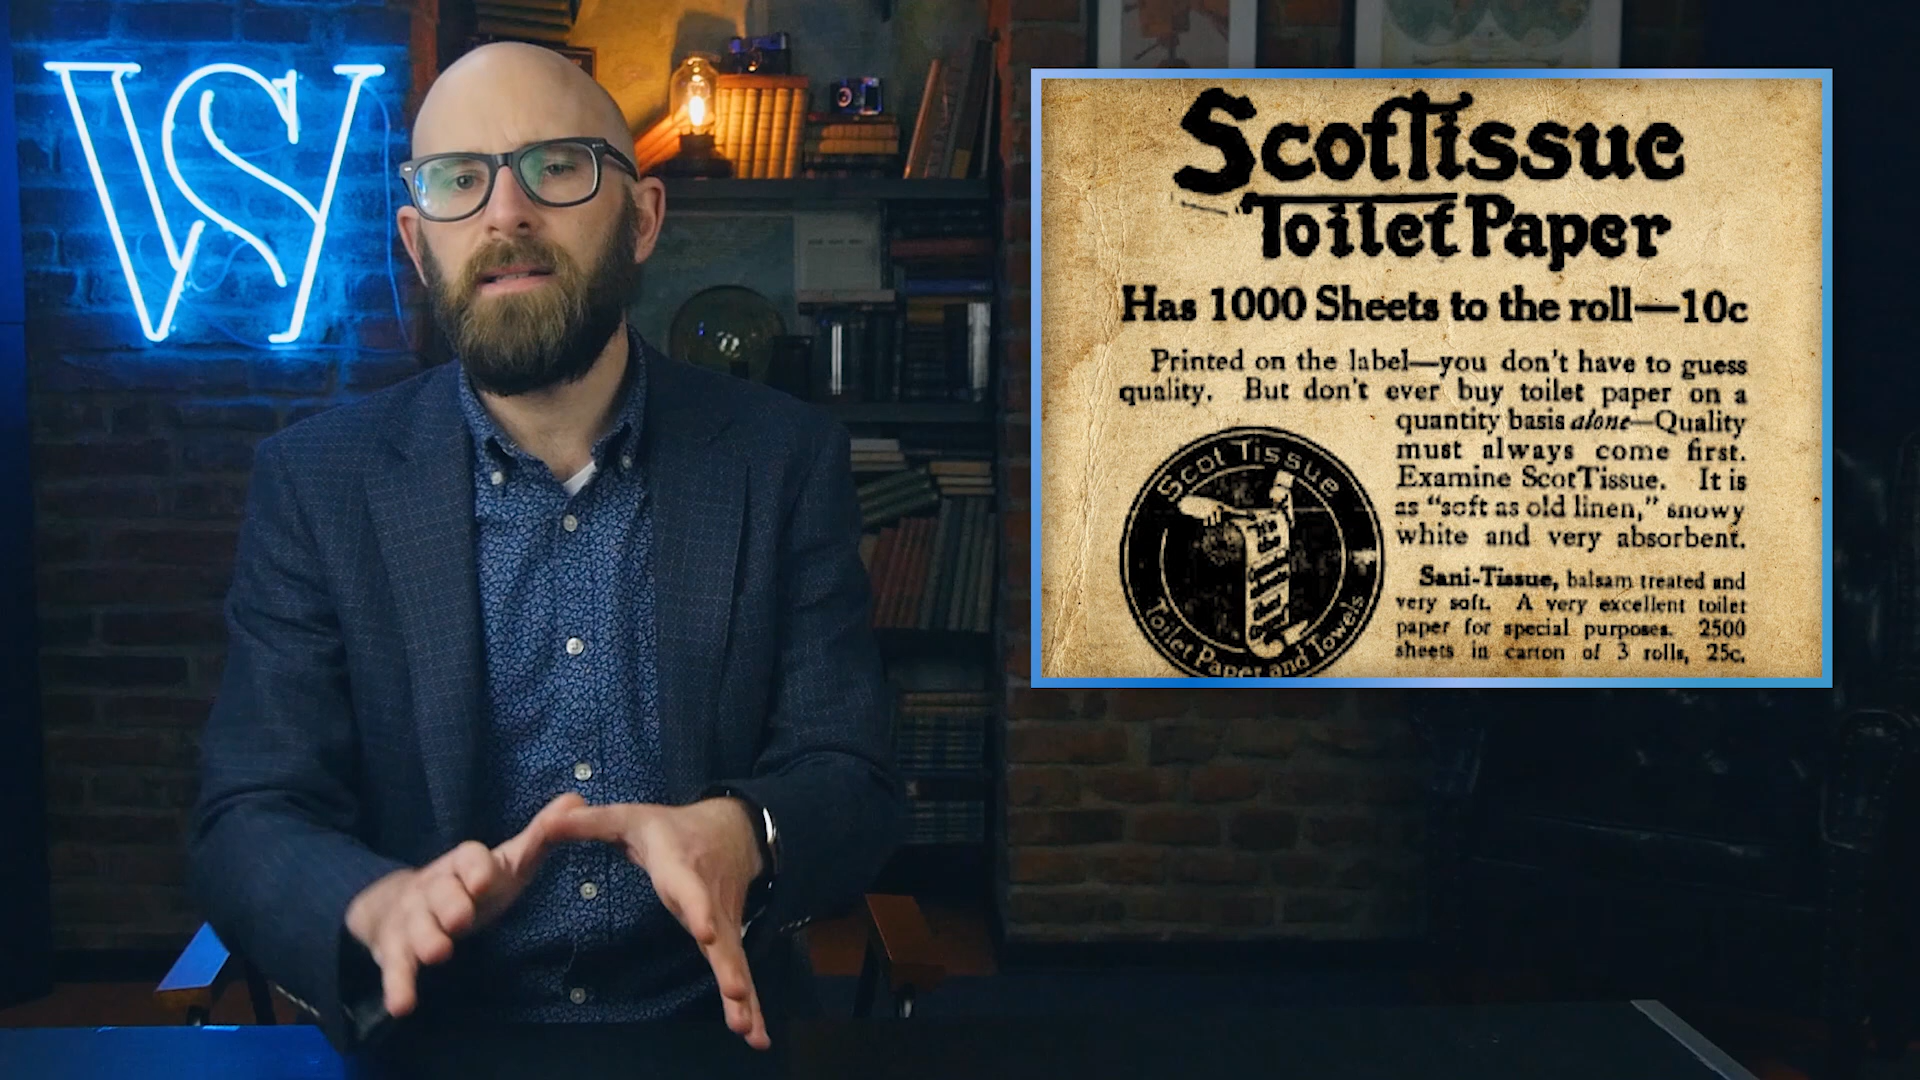 WS
ScotTissue
Toilet Paper
Has 1000 Sheets to the roll—10c
Printed on the label—you don't have to guess
quality. But don't ever buy toilet paper on a
quantity basis alone—Quality
must always come first.
Examine ScotTissue. It is
as "soft as old linen," snowy
white and very absorbent.
Sani-Tissue, balsam treated and
very soft. A very excellent toilet
paper for special purposes. 2500
sheets in carton of 3 rolls, 25c.
Scot Tissue
Toilet Paper and Towels